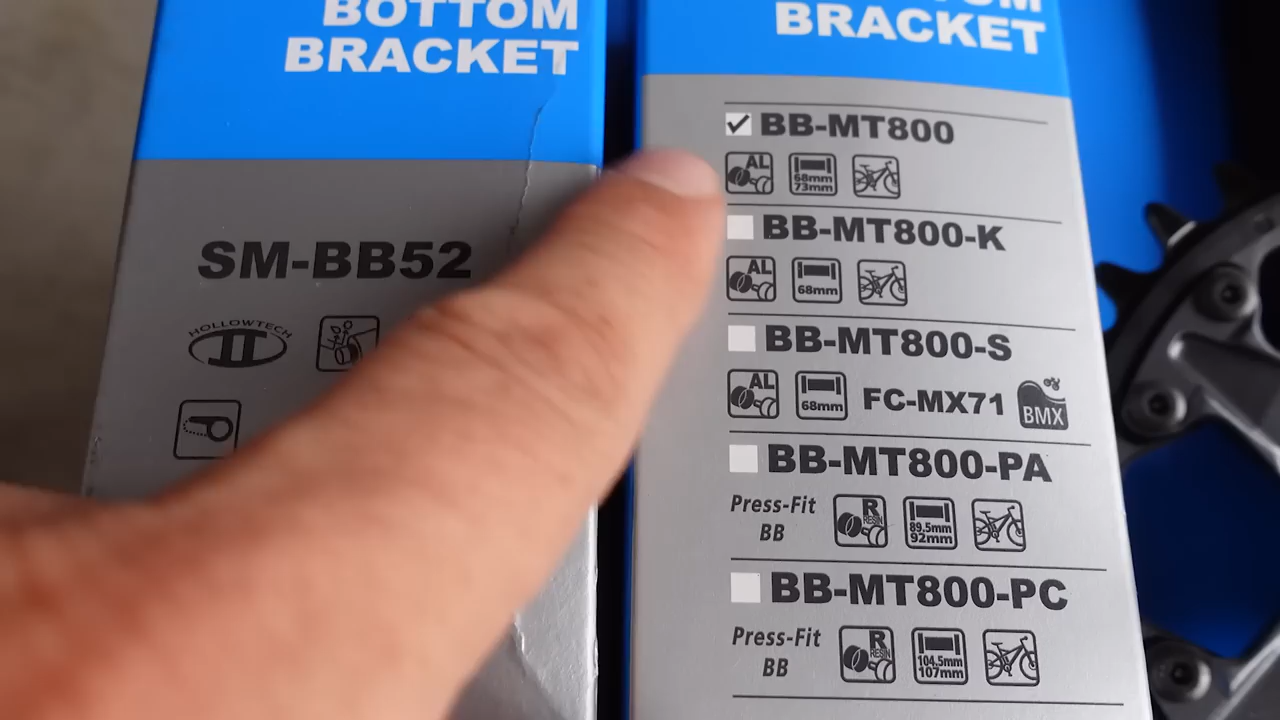 BOTTOM
BRACKET
SM-BB52
HOLLOWTECH
II
BRACKET
BB-MT800
AL
68mm
73mm
BB-MT800-K
AL
68mm
BB-MT800-S
AL
68mm
FC-MX71
BMX
BB-MT800-PA
Press-Fit
BB
R
RESIN
89.5mm
92mm
BB-MT800-PC
Press-Fit
BB
R
RESIN
104.5mm
107mm